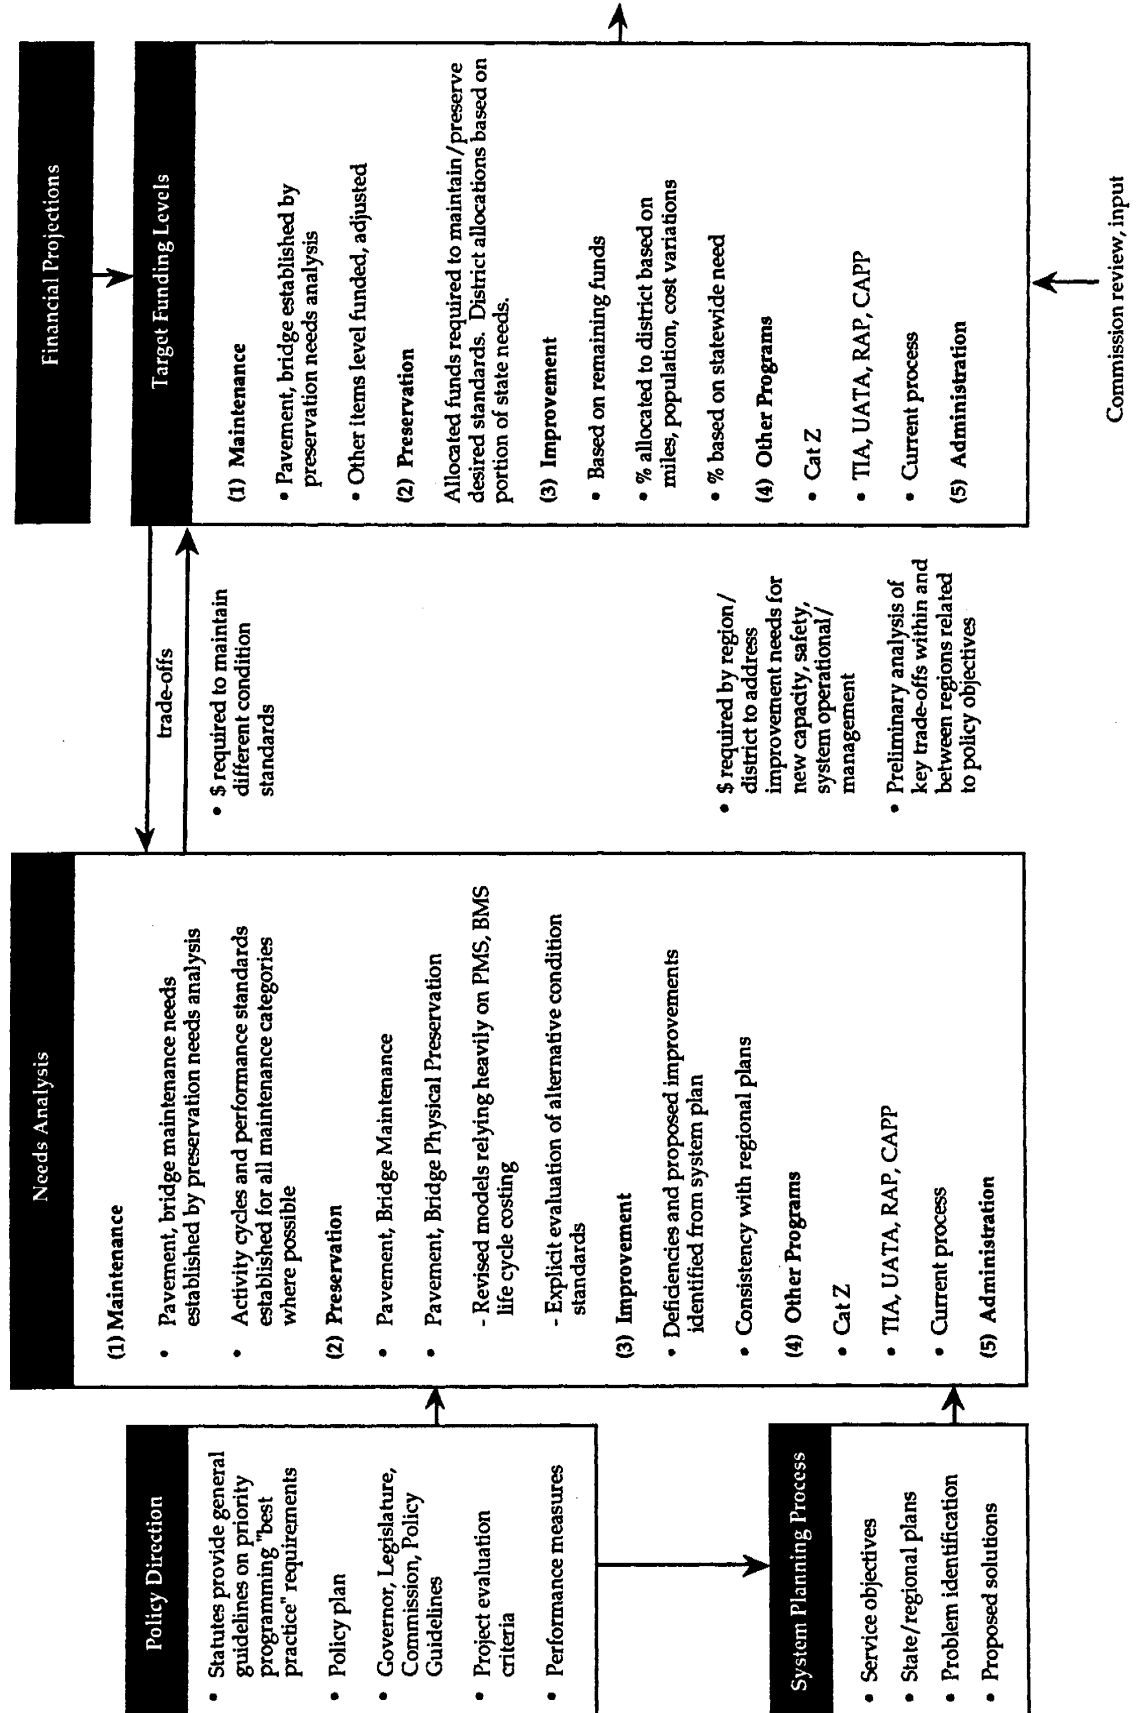 Policy Direction
• Statutes provide general
guidelines on priority
programming "best
practice" requirements
• Policy plan
• Governor, Legislature,
Commission, Policy
Guidelines
• Project evaluation
criteria
• Performance measures
System Planning Process
• Service objectives
• State/regional plans
• Problem identification
• Proposed solutions
Needs Analysis
(1) Maintenance
• Pavement, bridge maintenance needs
established by preservation needs analysis
• Activity cycles and performance standards
established for all maintenance categories
where possible
(2) Preservation
• Pavement, Bridge Maintenance
• Pavement, Bridge Physical Preservation
- Revised models relying heavily on PMS, BMS
life cycle costing
- Explicit evaluation of alternative condition
standards
(3) Improvement
• Deficiencies and proposed improvements
identified from system plan
• Consistency with regional plans
(4) Other Programs
• Cat Z
• TIA, UATA, RAP, CAPP
• Current process
(5) Administration
trade-offs
• $ required to maintain
different condition
standards
• $ required by region/
district to address
improvement needs for
new capacity, safety,
system operational/
management
• Preliminary analysis of
key trade-offs within and
between regions related
to policy objectives
Financial Projections
Target Funding Levels
(1) Maintenance
• Pavement, bridge established by
preservation needs analysis
• Other items level funded, adjusted
(2) Preservation
Allocated funds required to maintain/preserve
desired standards. District allocations based on
portion of state needs.
(3) Improvement
• Based on remaining funds
• % allocated to district based on
miles, population, cost variations
• % based on statewide need
(4) Other Programs
• Cat Z
• TIA, UATA, RAP, CAPP
• Current process
(5) Administration
Commission review, input